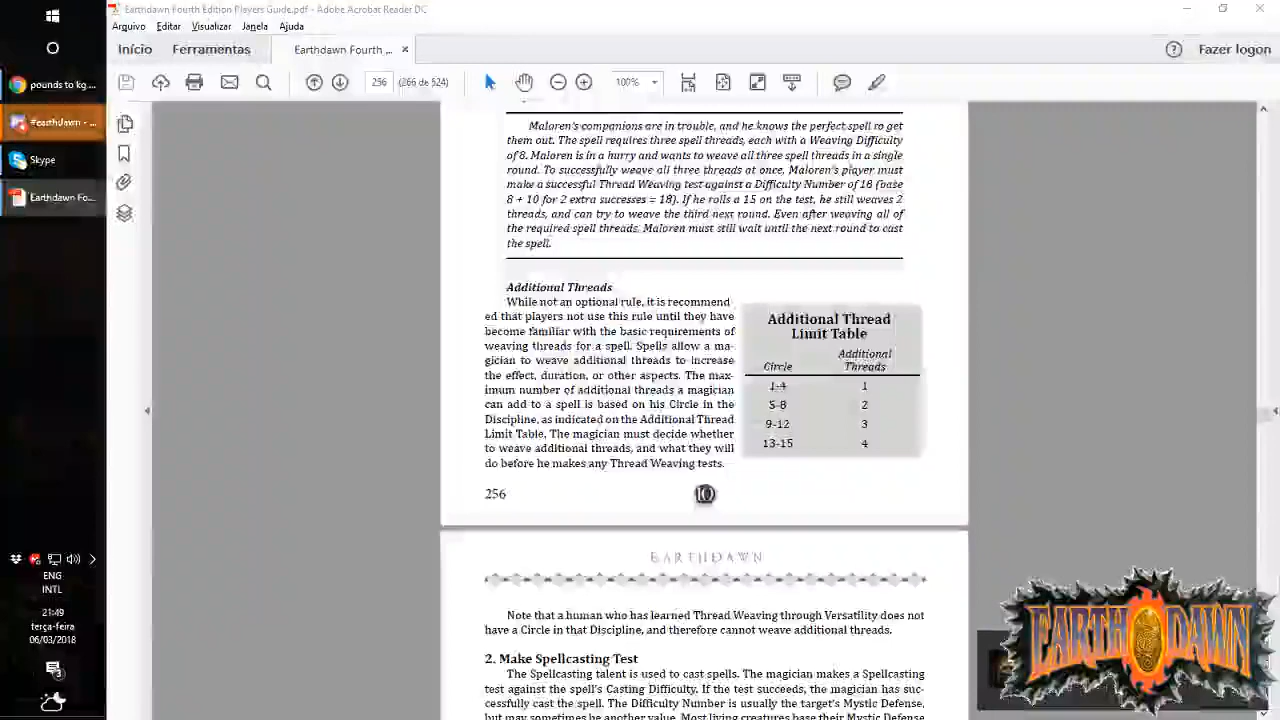 Earthdawn Fourth Edition Players Guide.pdf - Adobe Acrobat Reader DC
Arquivo Editar Visualizar Janela Ajuda
Início Ferramentas Earthdawn Fourth ... × Fazer logon
256 (266 de 524) 100%
pounds to kg ...
#earthdawn - ...
Skype
Earthdawn Fo...
Maloren's companions are in trouble, and he knows the perfect spell to get
them out. The spell requires three spell threads, each with a Weaving Difficulty
of 8. Maloren is in a hurry and wants to weave all three spell threads in a single
round. To successfully weave all three threads at once, Maloren's player must
make a successful Thread Weaving test against a Difficulty Number of 18 (base
8 + 10 for 2 extra successes = 18). If he rolls a 15 on the test, he still weaves 2
threads, and can try to weave the third next round. Even after weaving all of
the required spell threads, Maloren must still wait until the next round to cast
the spell.
Additional Threads
While not an optional rule, it is recommend
ed that players not use this rule until they have
become familiar with the basic requirements of
weaving threads for a spell. Spells allow a ma-
gician to weave additional threads to increase
the effect, duration, or other aspects. The max-
imum number of additional threads a magician
can add to a spell is based on his Circle in the
Discipline, as indicated on the Additional Thread
Limit Table. The magician must decide whether
to weave additional threads, and what they will
do before he makes any Thread Weaving tests.
Additional Thread
Limit Table
Circle Additional Threads
1-4 1
5-8 2
9-12 3
13-15 4
256
EARTHDAWN
Note that a human who has learned Thread Weaving through Versatility does not
have a Circle in that Discipline, and therefore cannot weave additional threads.
2. Make Spellcasting Test
The Spellcasting talent is used to cast spells. The magician makes a Spellcasting
test against the spell's Casting Difficulty. If the test succeeds, the magician has suc-
cessfully cast the spell. The Difficulty Number is usually the target's Mystic Defense,
but may sometimes be another value. Most living creatures base their Mystic Defense
ENG
INTL
21:49
terça-feira
06/03/2018
EARTHDAWN